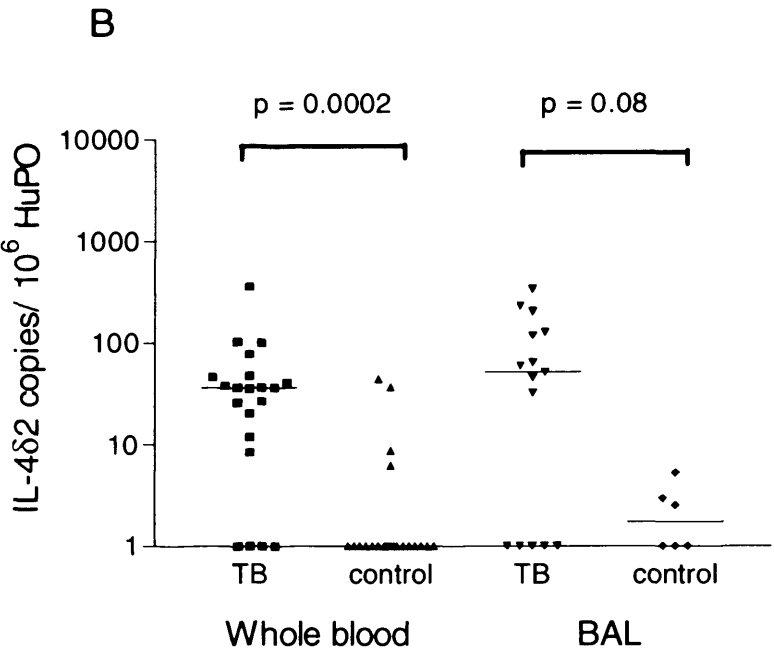 B
p = 0.0002
p = 0.08
IL-4δ2 copies/ 10⁶ HuPO
10000
1000
100
10
1
TB
control
TB
control
Whole blood
BAL